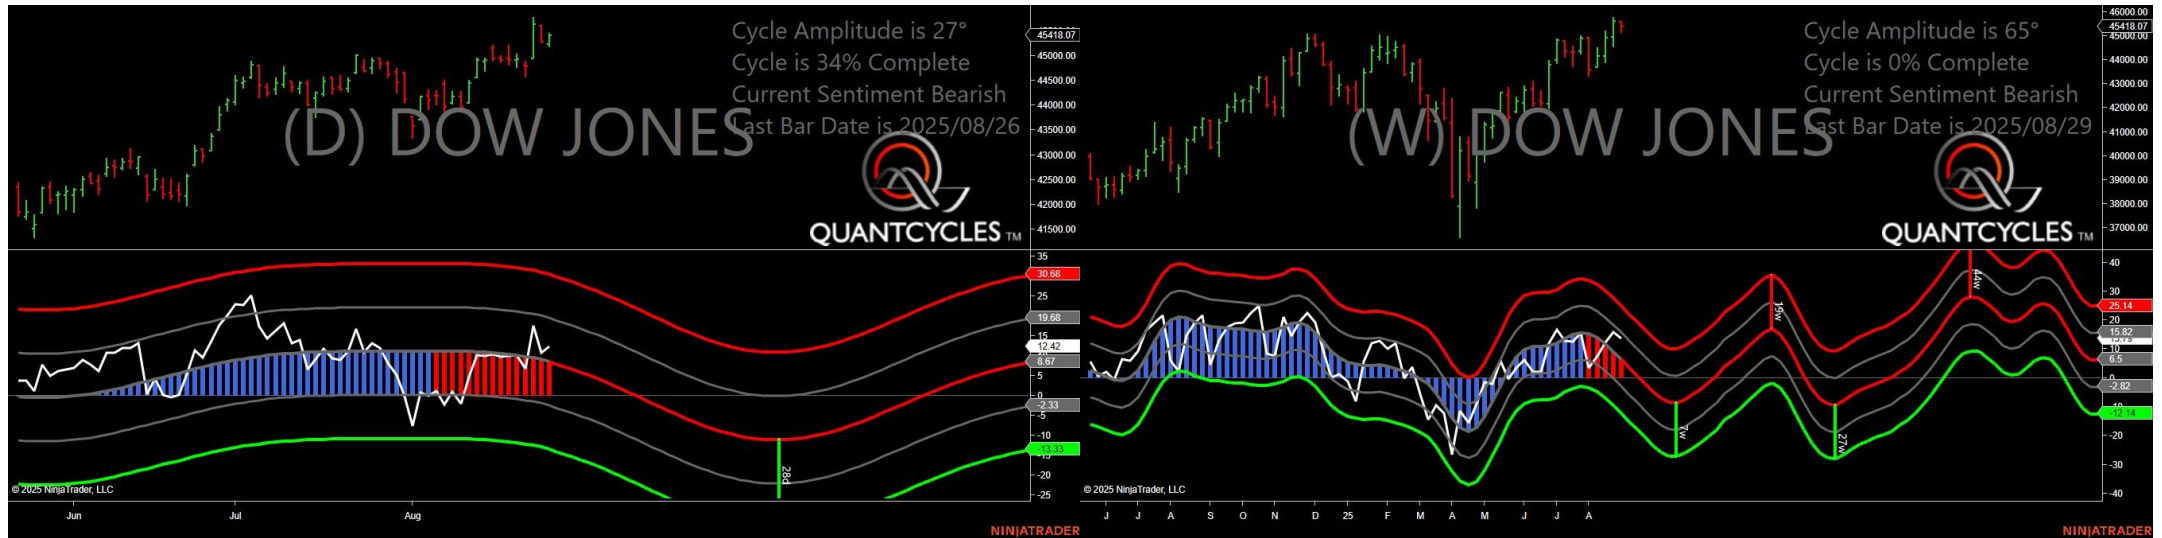 Cycle Amplitude is 27°
Cycle is 34% Complete
Current Sentiment Bearish
Last Bar Date is 2025/08/26
(D) DOW JONES
QUANTCYCLES TM
45418.07
45000.00
44500.00
44000.00
43500.00
43000.00
42500.00
42000.00
41500.00
35
30.68
25
19.68
15
12.42
8.67
5
0
-2.33
-5
-10
-13.33
-20
-25
28d
© 2025 NinjaTrader, LLC
Jun Jul Aug
NINJATRADER
Cycle Amplitude is 65°
Cycle is 0% Complete
Current Sentiment Bearish
Last Bar Date is 2025/08/29
(W) DOW JONES
QUANTCYCLES TM
46000.00
45418.07
45000.00
44000.00
43000.00
42000.00
41000.00
40000.00
39000.00
38000.00
37000.00
40
30
25.14
20
15.82
10
6.5
0
-2.82
-12.14
-20
-30
-40
7w
19w
27w
44w
© 2025 NinjaTrader, LLC
J J A S O N D 25 F M A M J J A
NINJATRADER